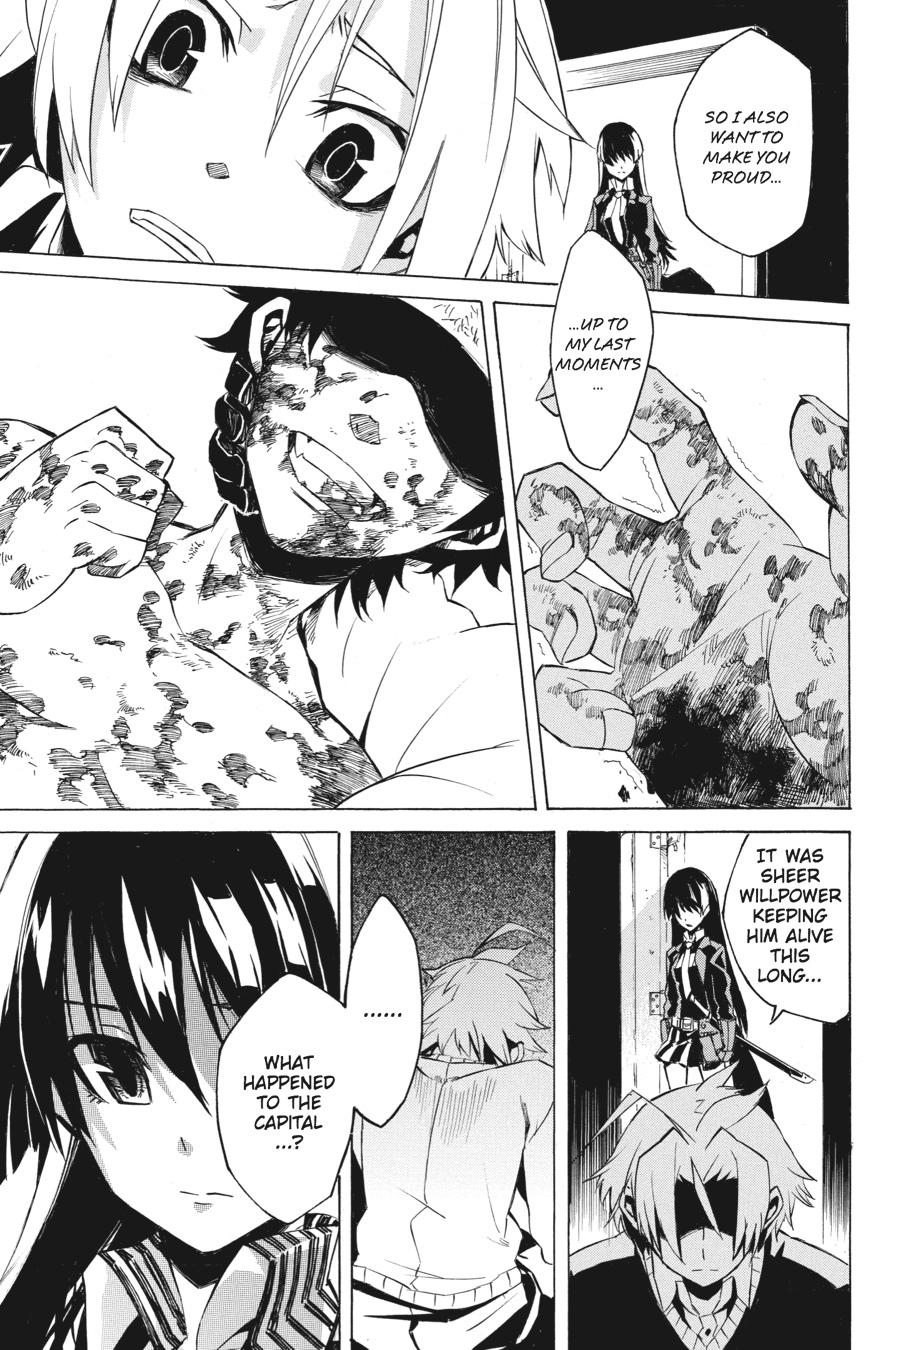 SO I ALSO
WANT TO
MAKE YOU
PROUD...
...UP TO
MY LAST
MOMENTS
...
IT WAS
SHEER
WILLPOWER
KEEPING
HIM ALIVE
THIS
LONG...
......
WHAT
HAPPENED
TO THE
CAPITAL
...?